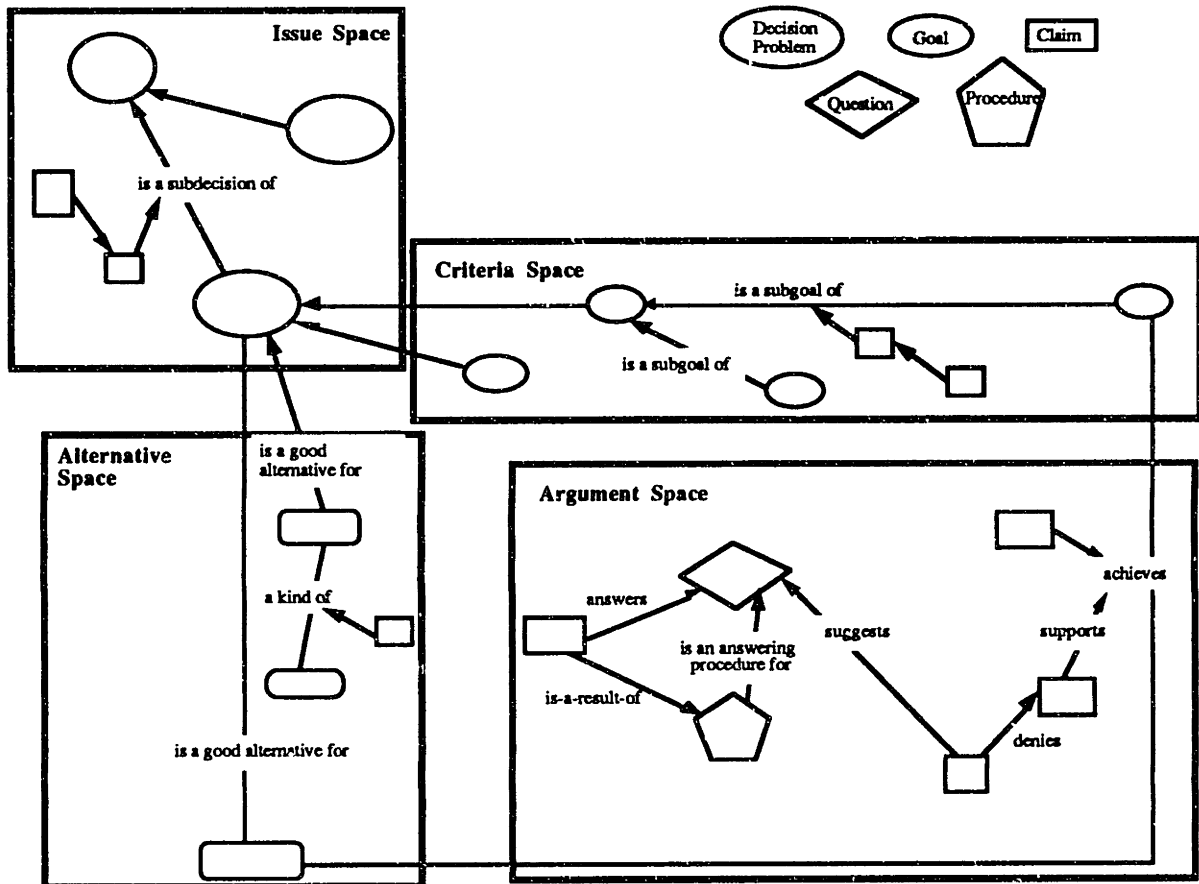 Issue Space
Decision
Problem
Goal
Claim
Question
Procedure
is a subdecision of
Criteria Space
is a subgoal of
is a subgoal of
Alternative
Space
is a good
alternative for
a kind of
is a good alternative for
Argument Space
answers
is an answering
procedure for
is-a-result-of
suggests
achieves
supports
denies